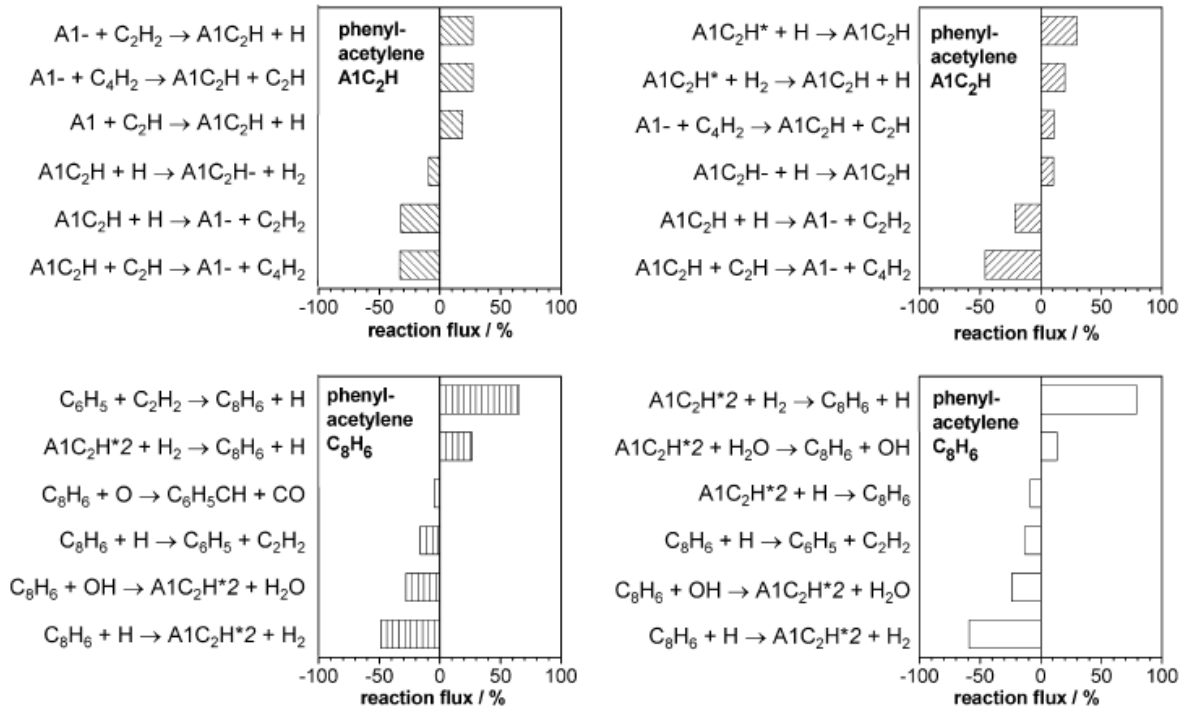 A1- + C₂H₂ → A1C₂H + H
A1- + C₄H₂ → A1C₂H + C₂H
A1 + C₂H → A1C₂H + H
A1C₂H + H → A1C₂H- + H₂
A1C₂H + H → A1- + C₂H₂
A1C₂H + C₂H → A1- + C₄H₂
phenyl-
acetylene
A1C₂H
-100 -50 0 50 100
reaction flux / %
A1C₂H* + H → A1C₂H
A1C₂H* + H₂ → A1C₂H + H
A1- + C₄H₂ → A1C₂H + C₂H
A1C₂H- + H → A1C₂H
A1C₂H + H → A1- + C₂H₂
A1C₂H + C₂H → A1- + C₄H₂
phenyl-
acetylene
A1C₂H
-100 -50 0 50 100
reaction flux / %
C₆H₅ + C₂H₂ → C₈H₆ + H
A1C₂H*2 + H₂ → C₈H₆ + H
C₈H₆ + O → C₆H₅CH + CO
C₈H₆ + H → C₆H₅ + C₂H₂
C₈H₆ + OH → A1C₂H*2 + H₂O
C₈H₆ + H → A1C₂H*2 + H₂
phenyl-
acetylene
C₈H₆
-100 -50 0 50 100
reaction flux / %
A1C₂H*2 + H₂ → C₈H₆ + H
A1C₂H*2 + H₂O → C₈H₆ + OH
A1C₂H*2 + H → C₈H₆
C₈H₆ + H → C₆H₅ + C₂H₂
C₈H₆ + OH → A1C₂H*2 + H₂O
C₈H₆ + H → A1C₂H*2 + H₂
phenyl-
acetylene
C₈H₆
-100 -50 0 50 100
reaction flux / %